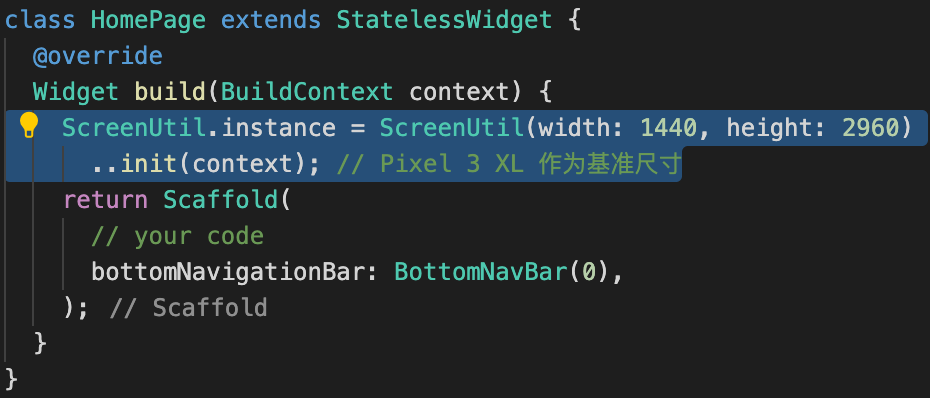 class HomePage extends StatelessWidget {
  @override
  Widget build(BuildContext context) {
    ScreenUtil.instance = ScreenUtil(width: 1440, height: 2960)
      ..init(context); // Pixel 3 XL 作为基准尺寸
    return Scaffold(
      // your code
      bottomNavigationBar: BottomNavBar(0),
    ); // Scaffold
  }
}